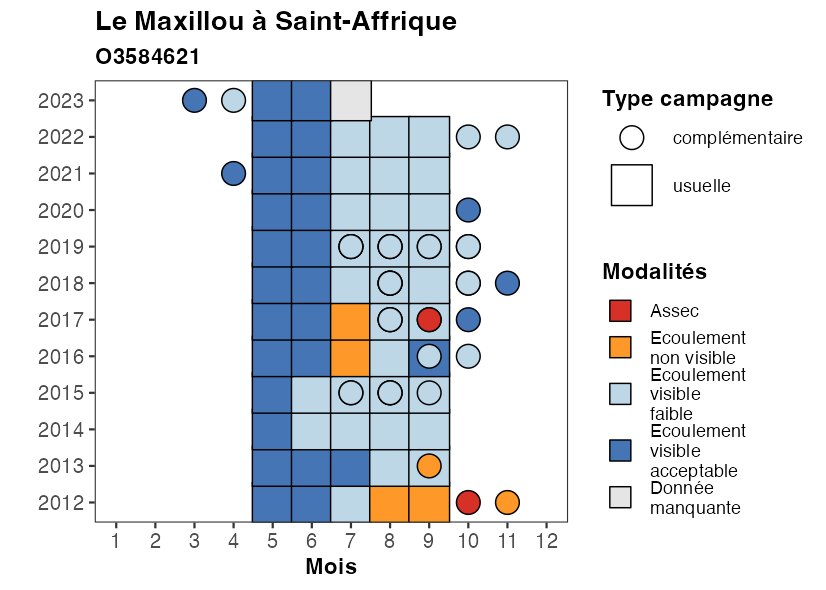 Le Maxillou à Saint-Affrique
O3584621
2023
2022
2021
2020
2019
2018
2017
2016
2015
2014
2013
2012
1 2 3 4 5 6 7 8 9 10 11 12
Mois
Type campagne
complémentaire
usuelle
Modalités
Assec
Ecoulement
non visible
Ecoulement
visible
faible
Ecoulement
visible
acceptable
Donnée
manquante